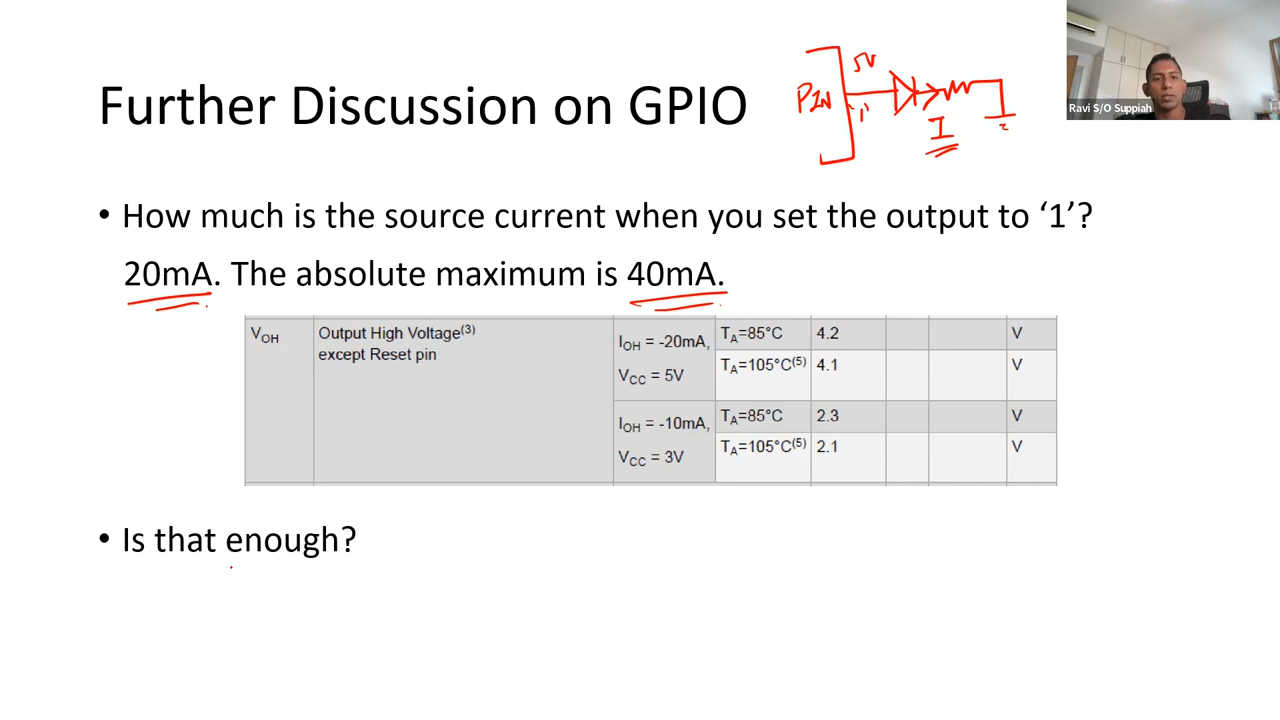 Further Discussion on GPIO
PIN
5V
'1'
I
Ravi S/O Suppiah
• How much is the source current when you set the output to ‘1’?
20mA. The absolute maximum is 40mA.
VOH Output High Voltage(3) IOH = -20mA, TA=85°C 4.2 V
except Reset pin VCC = 5V TA=105°C(5) 4.1 V
IOH = -10mA, TA=85°C 2.3 V
VCC = 3V TA=105°C(5) 2.1 V
• Is that enough?